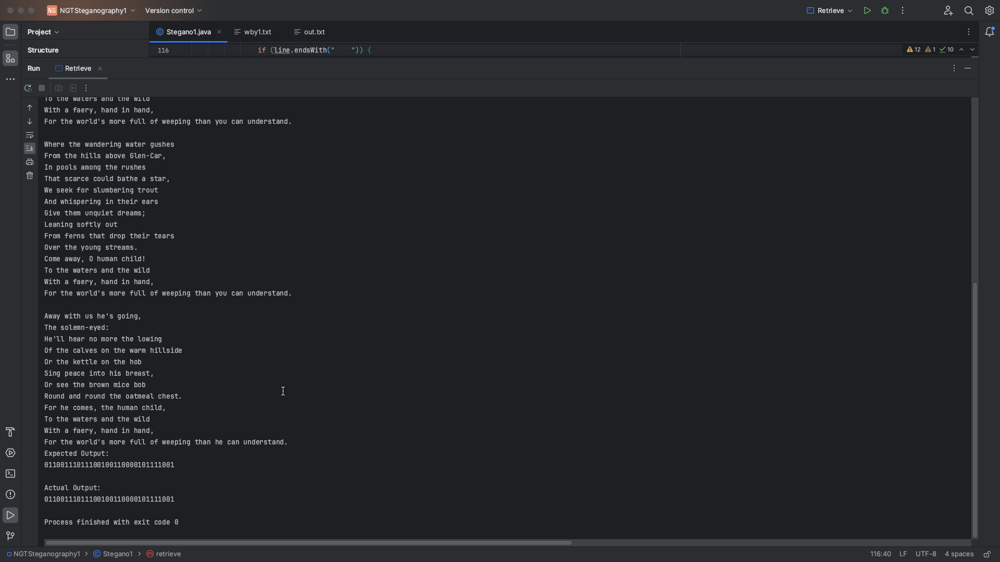 NG NGTSteganography1 Version control Retrieve
Project Stegano1.java wby1.txt out.txt
Structure 116 if (line.endsWith("    ")) { 12 1 10
Run Retrieve
To the waters and the wild
With a faery, hand in hand,
For the world's more full of weeping than you can understand.
Where the wandering water gushes
From the hills above Glen-Car,
In pools among the rushes
That scarce could bathe a star,
We seek for slumbering trout
And whispering in their ears
Give them unquiet dreams;
Leaning softly out
From ferns that drop their tears
Over the young streams.
Come away, O human child!
To the waters and the wild
With a faery, hand in hand,
For the world's more full of weeping than you can understand.
Away with us he's going,
The solemn-eyed:
He'll hear no more the lowing
Of the calves on the warm hillside
Or the kettle on the hob
Sing peace into his breast,
Or see the brown mice bob
Round and round the oatmeal chest.
For he comes, the human child,
To the waters and the wild
With a faery, hand in hand,
For the world's more full of weeping than he can understand.
Expected Output:
01100111011100100110000101111001
Actual Output:
01100111011100100110000101111001
Process finished with exit code 0
NGTSteganography1 Stegano1 retrieve 116:40 LF UTF-8 4 spaces